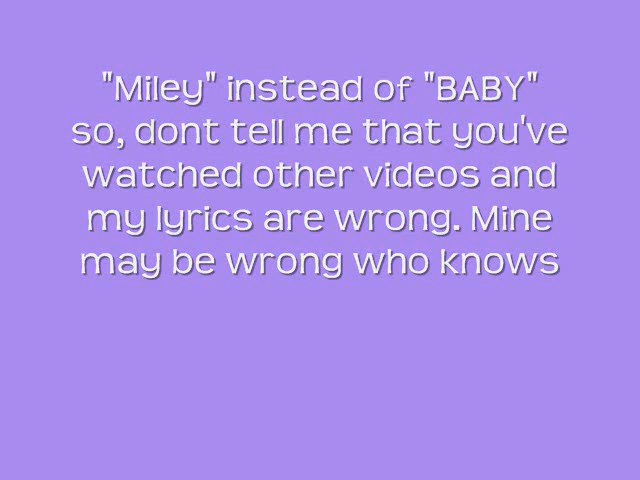 "Miley" instead of "BABY"
so, dont tell me that you've
watched other videos and
my lyrics are wrong. Mine
may be wrong who knows